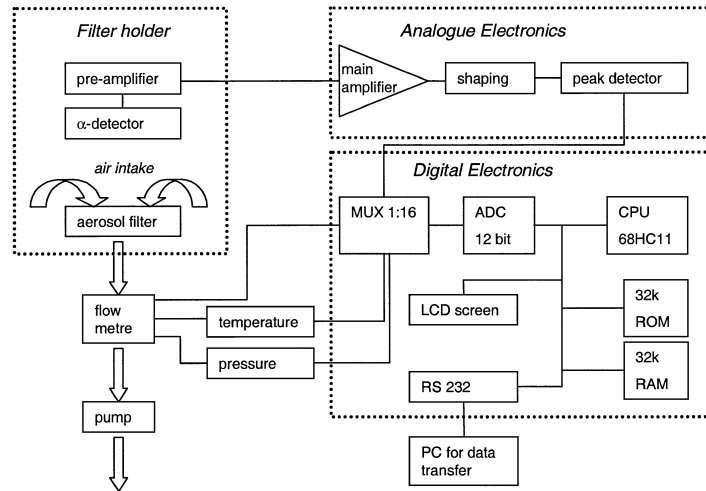 Filter holder
pre-amplifier
α-detector
air intake
aerosol filter
flow
metre
pump
temperature
pressure
Analogue Electronics
main
amplifier
shaping
peak detector
Digital Electronics
MUX 1:16
ADC
12 bit
CPU
68HC11
LCD screen
32k
ROM
32k
RAM
RS 232
PC for data
transfer